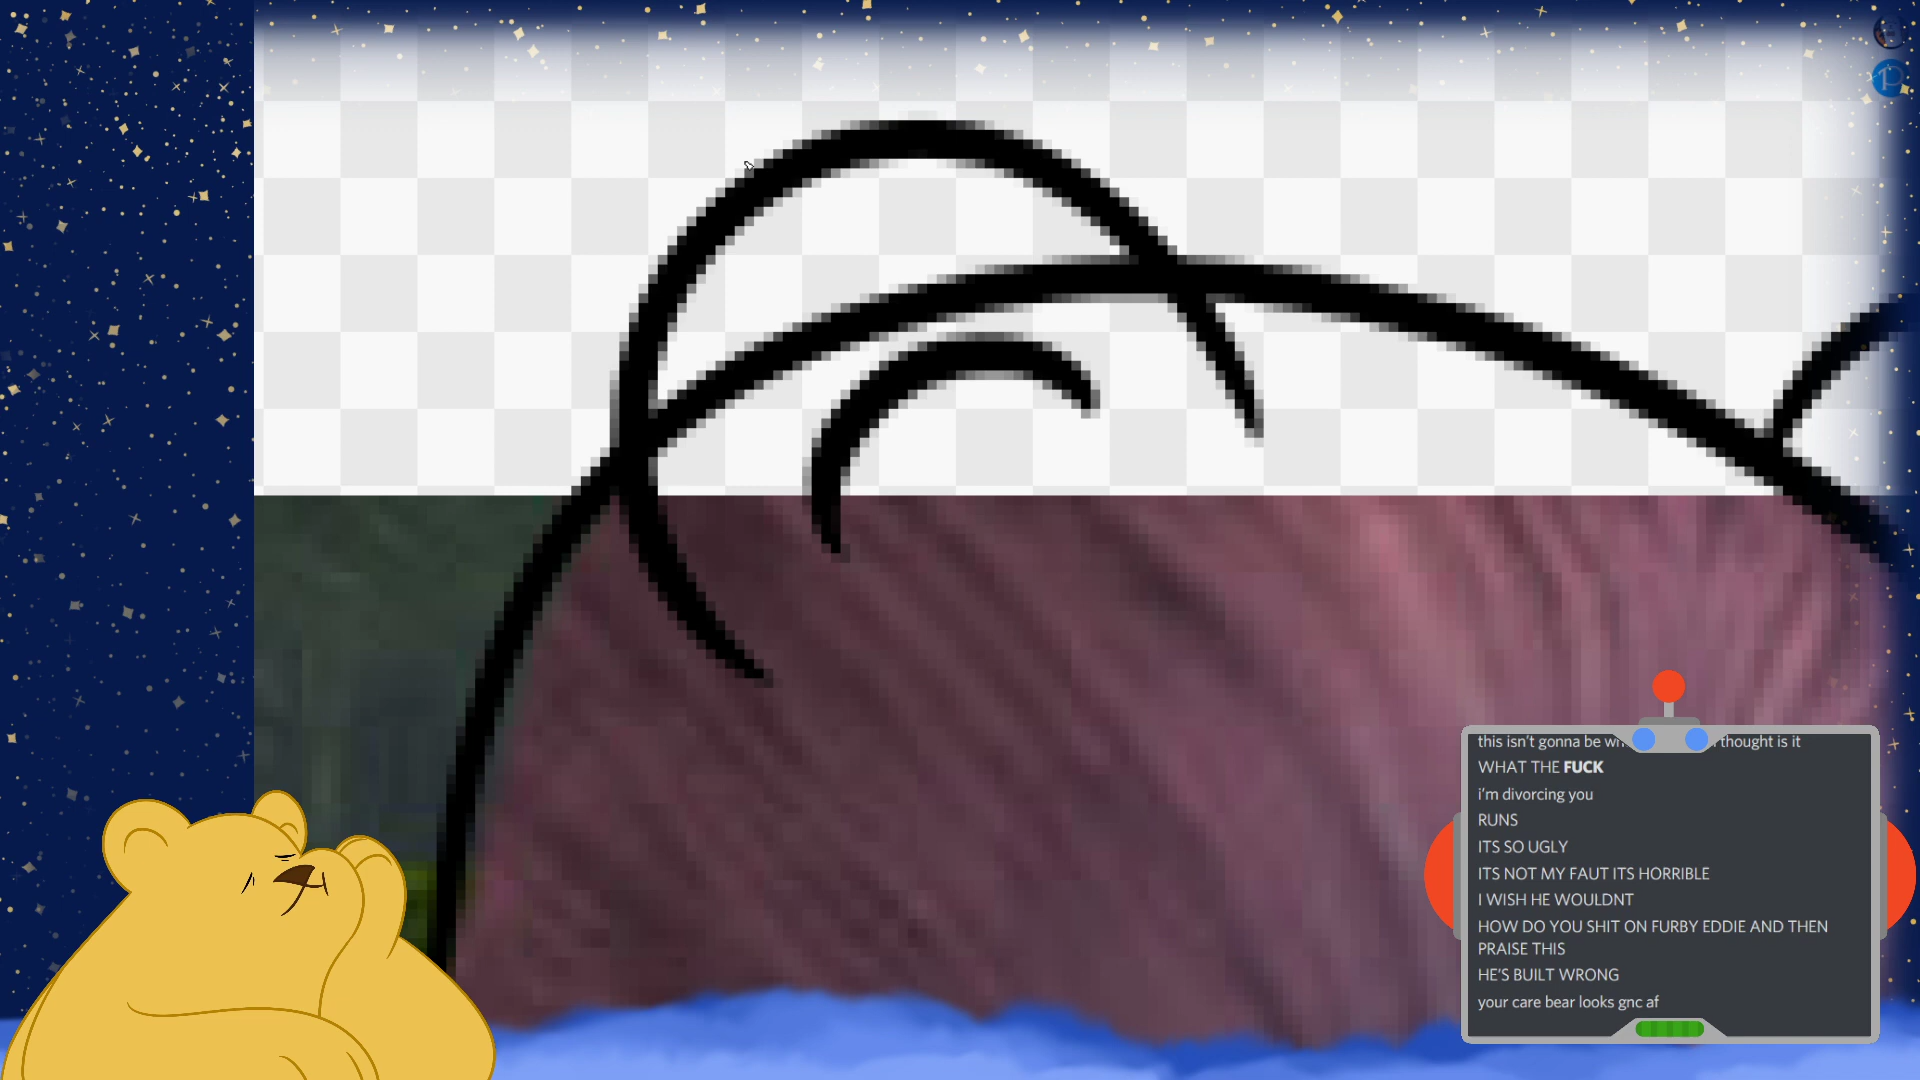 this isn't gonna be thought is it
WHAT THE FUCK
i'm divorcing you
RUNS
ITS SO UGLY
ITS NOT MY FAUT ITS HORRIBLE
I WISH HE WOULDNT
HOW DO YOU SHIT ON FURBY EDDIE AND THEN
PRAISE THIS
HE'S BUILT WRONG
your care bear looks gnc af